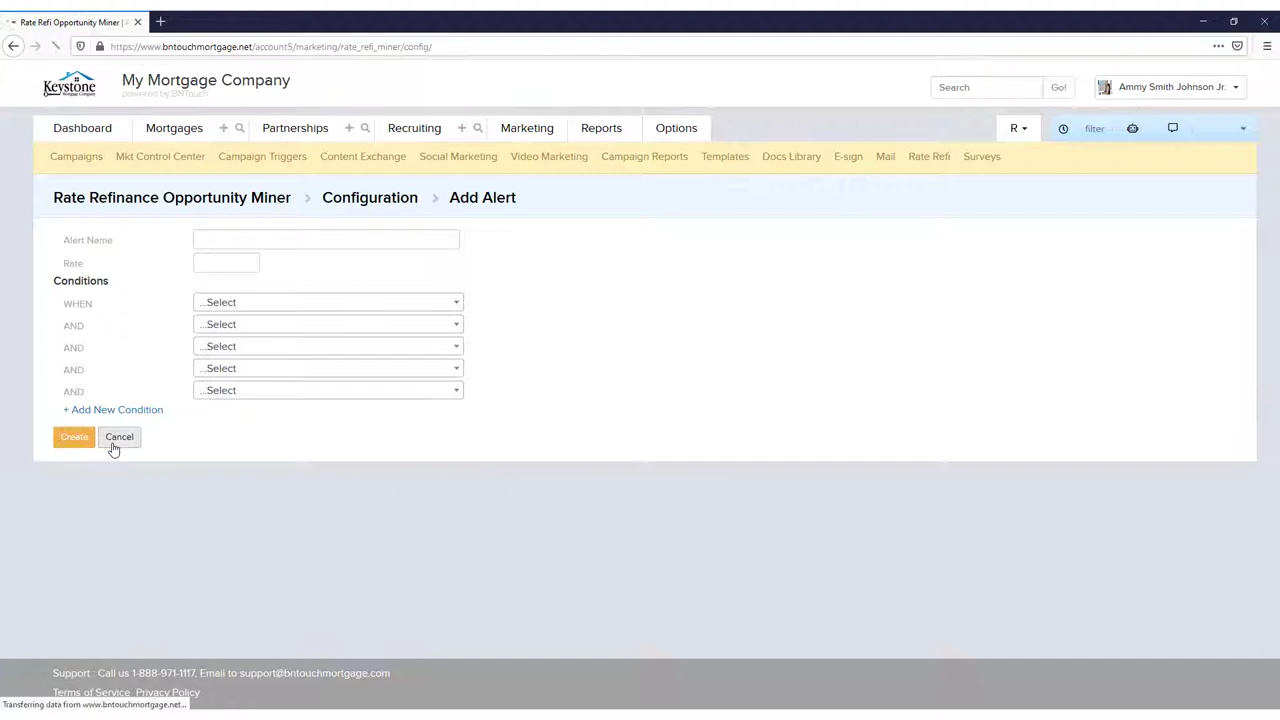 Rate Refi Opportunity Miner |
https://www.bntouchmortgage.net/account5/marketing/rate_refi_miner/config/
Keystone
Mortgage Company
My Mortgage Company
powered by BNTouch
Search
Go!
Ammy Smith Johnson Jr.
Dashboard
Mortgages
Partnerships
Recruiting
Marketing
Reports
Options
R
filter
Campaigns
Mkt Control Center
Campaign Triggers
Content Exchange
Social Marketing
Video Marketing
Campaign Reports
Templates
Docs Library
E-sign
Mail
Rate Refi
Surveys
Rate Refinance Opportunity Miner > Configuration > Add Alert
Alert Name
Rate
Conditions
WHEN ...Select
AND ...Select
AND ...Select
AND ...Select
AND ...Select
+ Add New Condition
Create
Cancel
Support : Call us 1-888-971-1117, Email to support@bntouchmortgage.com
Terms of Service Privacy Policy
Transferring data from www.bntouchmortgage.net...